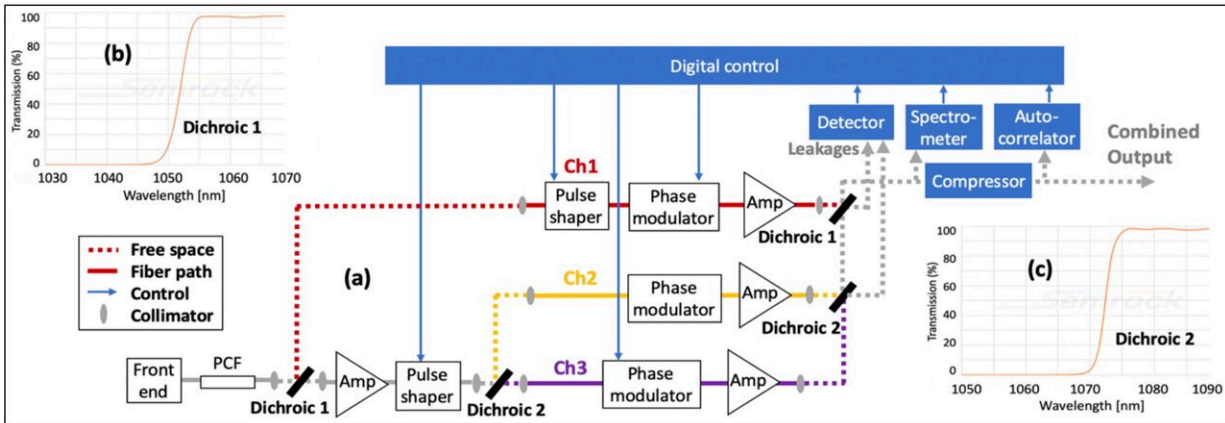 100
80
60
40
20
0
Transmission (%)
(b)
Semrock
Dichroic 1
1030
1040
1050
1060
1070
Wavelength [nm]
Digital control
Detector
Spectro-
meter
Auto-
correlator
Leakages
Combined
Output
Compressor
Ch1
Pulse
shaper
Phase
modulator
Amp
Dichroic 1
Free space
Fiber path
Control
Collimator
(a)
Ch2
Phase
modulator
Amp
Dichroic 2
Front
end
PCF
Dichroic 1
Amp
Pulse
shaper
Dichroic 2
Ch3
Phase
modulator
Amp
100
80
60
40
20
0
Transmission (%)
(c)
Semrock
Dichroic 2
1050
1060
1070
1080
1090
Wavelength [nm]